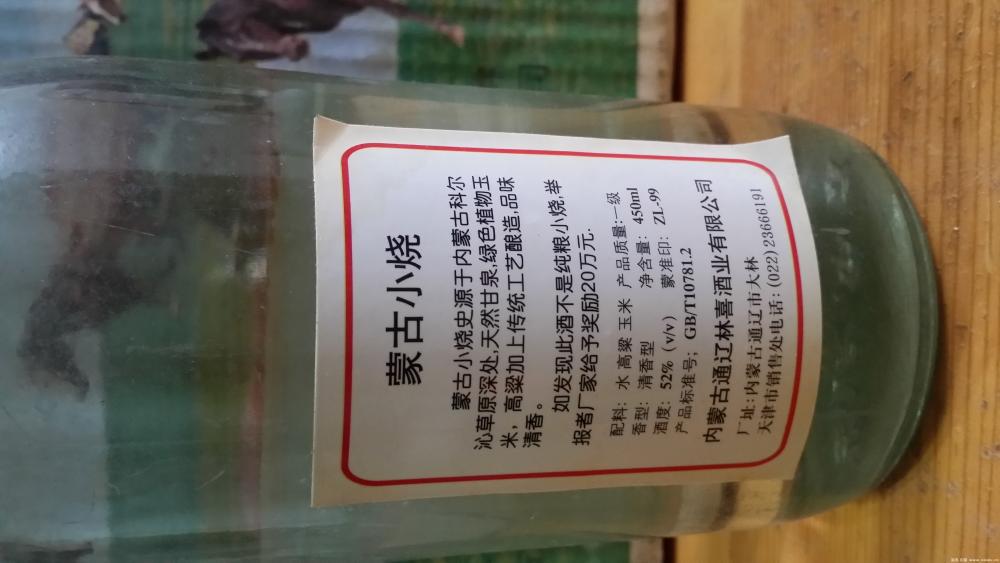 蒙古小烧
蒙古小烧史源于内蒙古科尔
沁草原深处,天然甘泉,绿色植物玉
米，高粱加上传统工艺酿造,品味
清香。
如发现此酒不是纯粮小烧,举
报者厂家给予奖励20万元.
配料： 水 高粱 玉米 产品质量:一级
香型： 清香型 净含量： 450ml
酒度： 52%（v/v） 蒙准印： ZL-99
产品标准号；GB/T10781.2
内蒙古通辽林喜酒业有限公司
厂址:内蒙古通辽市大林
天津市销售处电话：(022)23666191